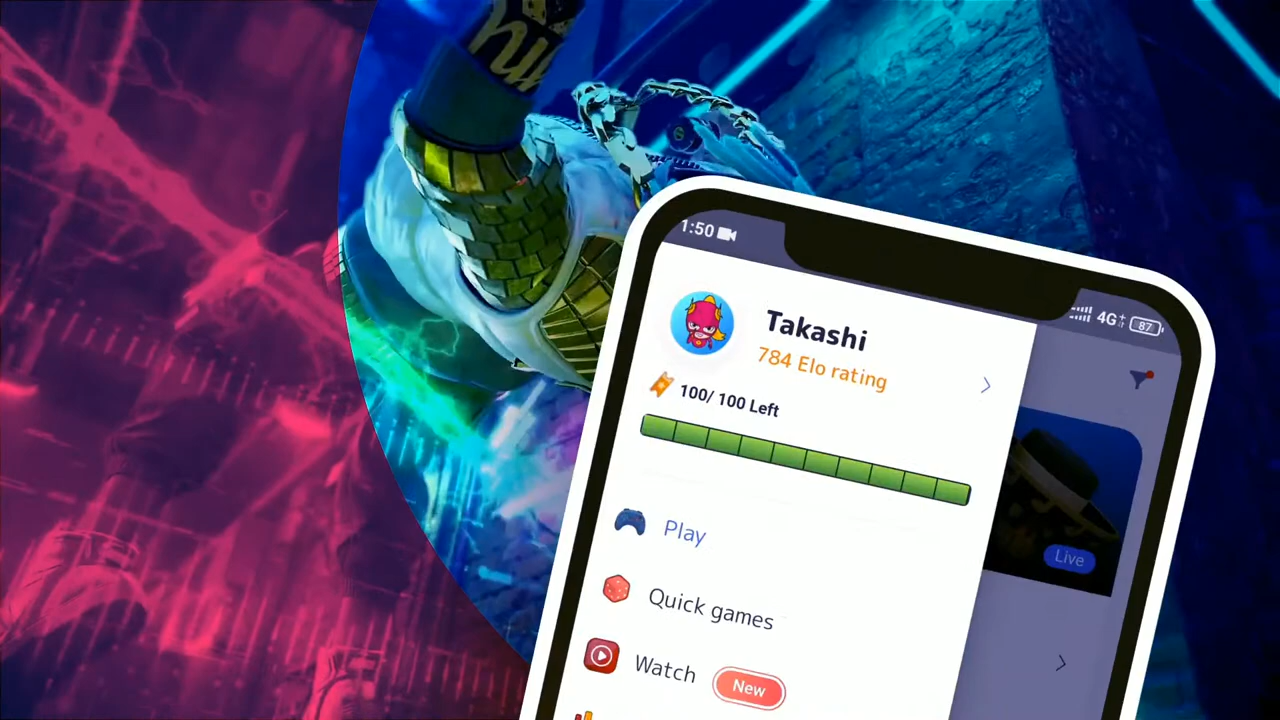 1:50
4G+
87
Takashi
784 Elo rating
100/ 100 Left
Live
Play
Quick games
Watch
New